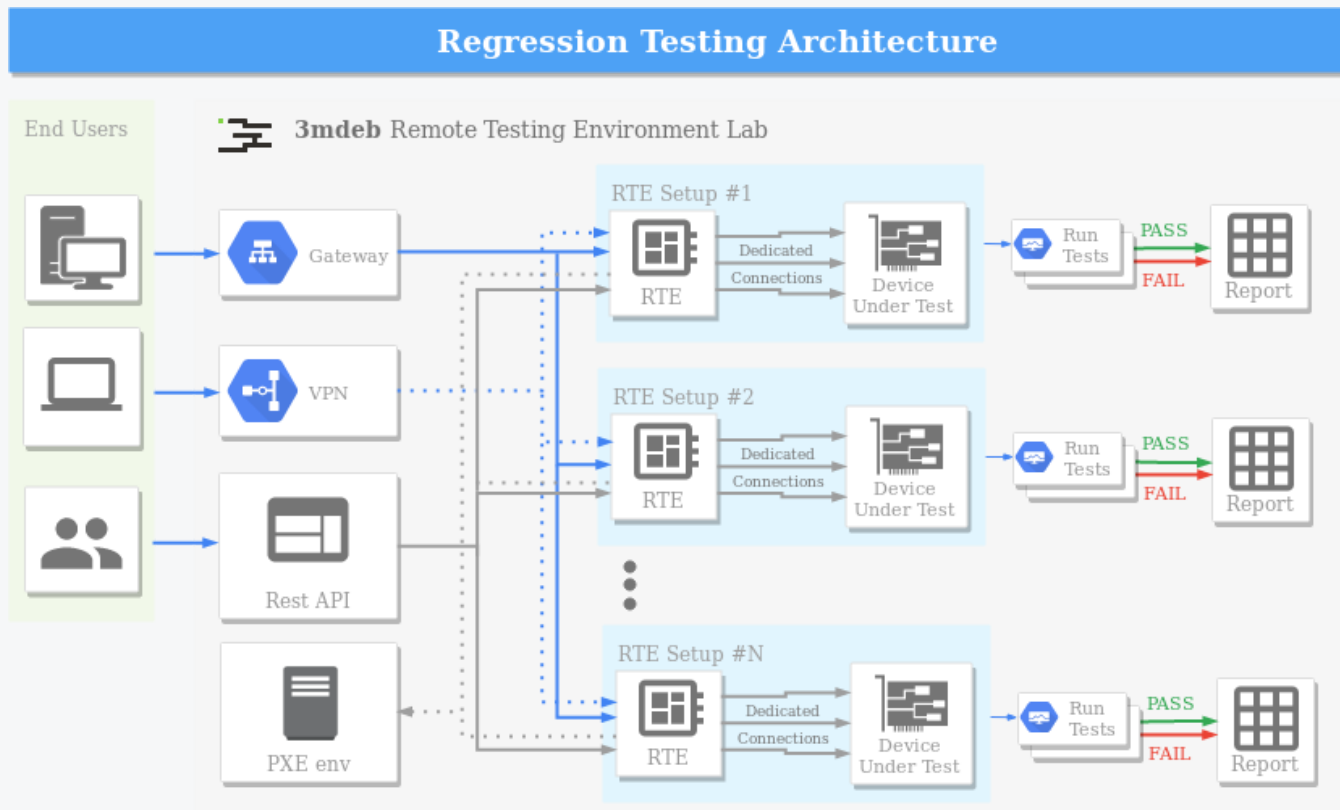 Regression Testing Architecture
End Users
3mdeb Remote Testing Environment Lab
Gateway
VPN
Rest API
PXE env
RTE Setup #1
RTE
Dedicated
Connections
Device
Under Test
Run
Tests
PASS
FAIL
Report
RTE Setup #2
RTE
Dedicated
Connections
Device
Under Test
Run
Tests
PASS
FAIL
Report
RTE Setup #N
RTE
Dedicated
Connections
Device
Under Test
Run
Tests
PASS
FAIL
Report